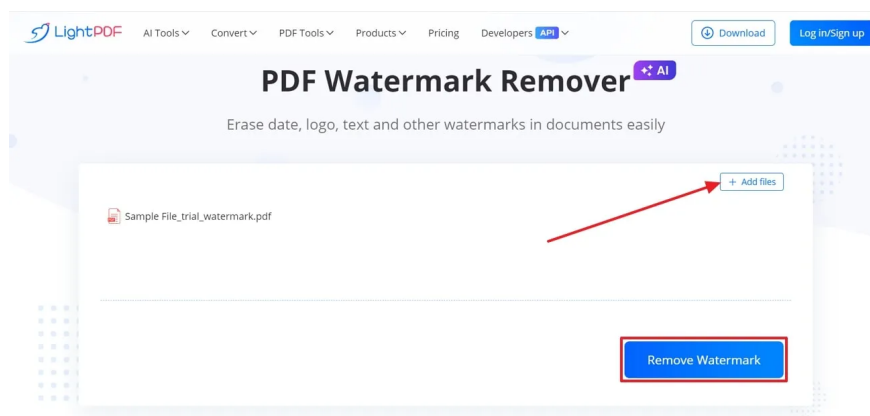 LightPDF AI Tools Convert PDF Tools Products Pricing Developers API Download Log in/Sign up
PDF Watermark Remover AI
Erase date, logo, text and other watermarks in documents easily
+ Add files
Sample File_trial_watermark.pdf
Remove Watermark